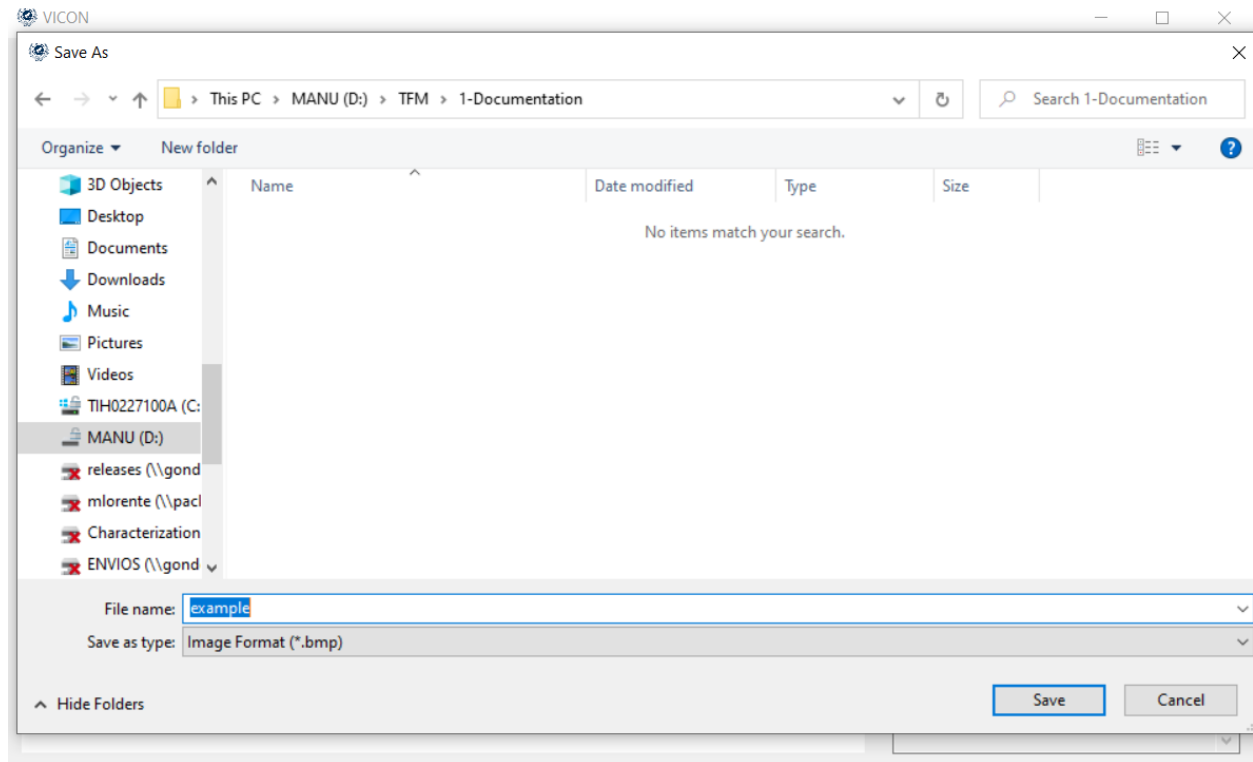 VICON
Save As
This PC > MANU (D:) > TFM > 1-Documentation
Search 1-Documentation
Organize
New folder
Name
Date modified
Type
Size
No items match your search.
3D Objects
Desktop
Documents
Downloads
Music
Pictures
Videos
TIH0227100A (C:
MANU (D:)
releases (\\gond
mlorente (\\pacl
Characterization
ENVIOS (\\gond
File name: example
Save as type: Image Format (*.bmp)
Hide Folders
Save
Cancel